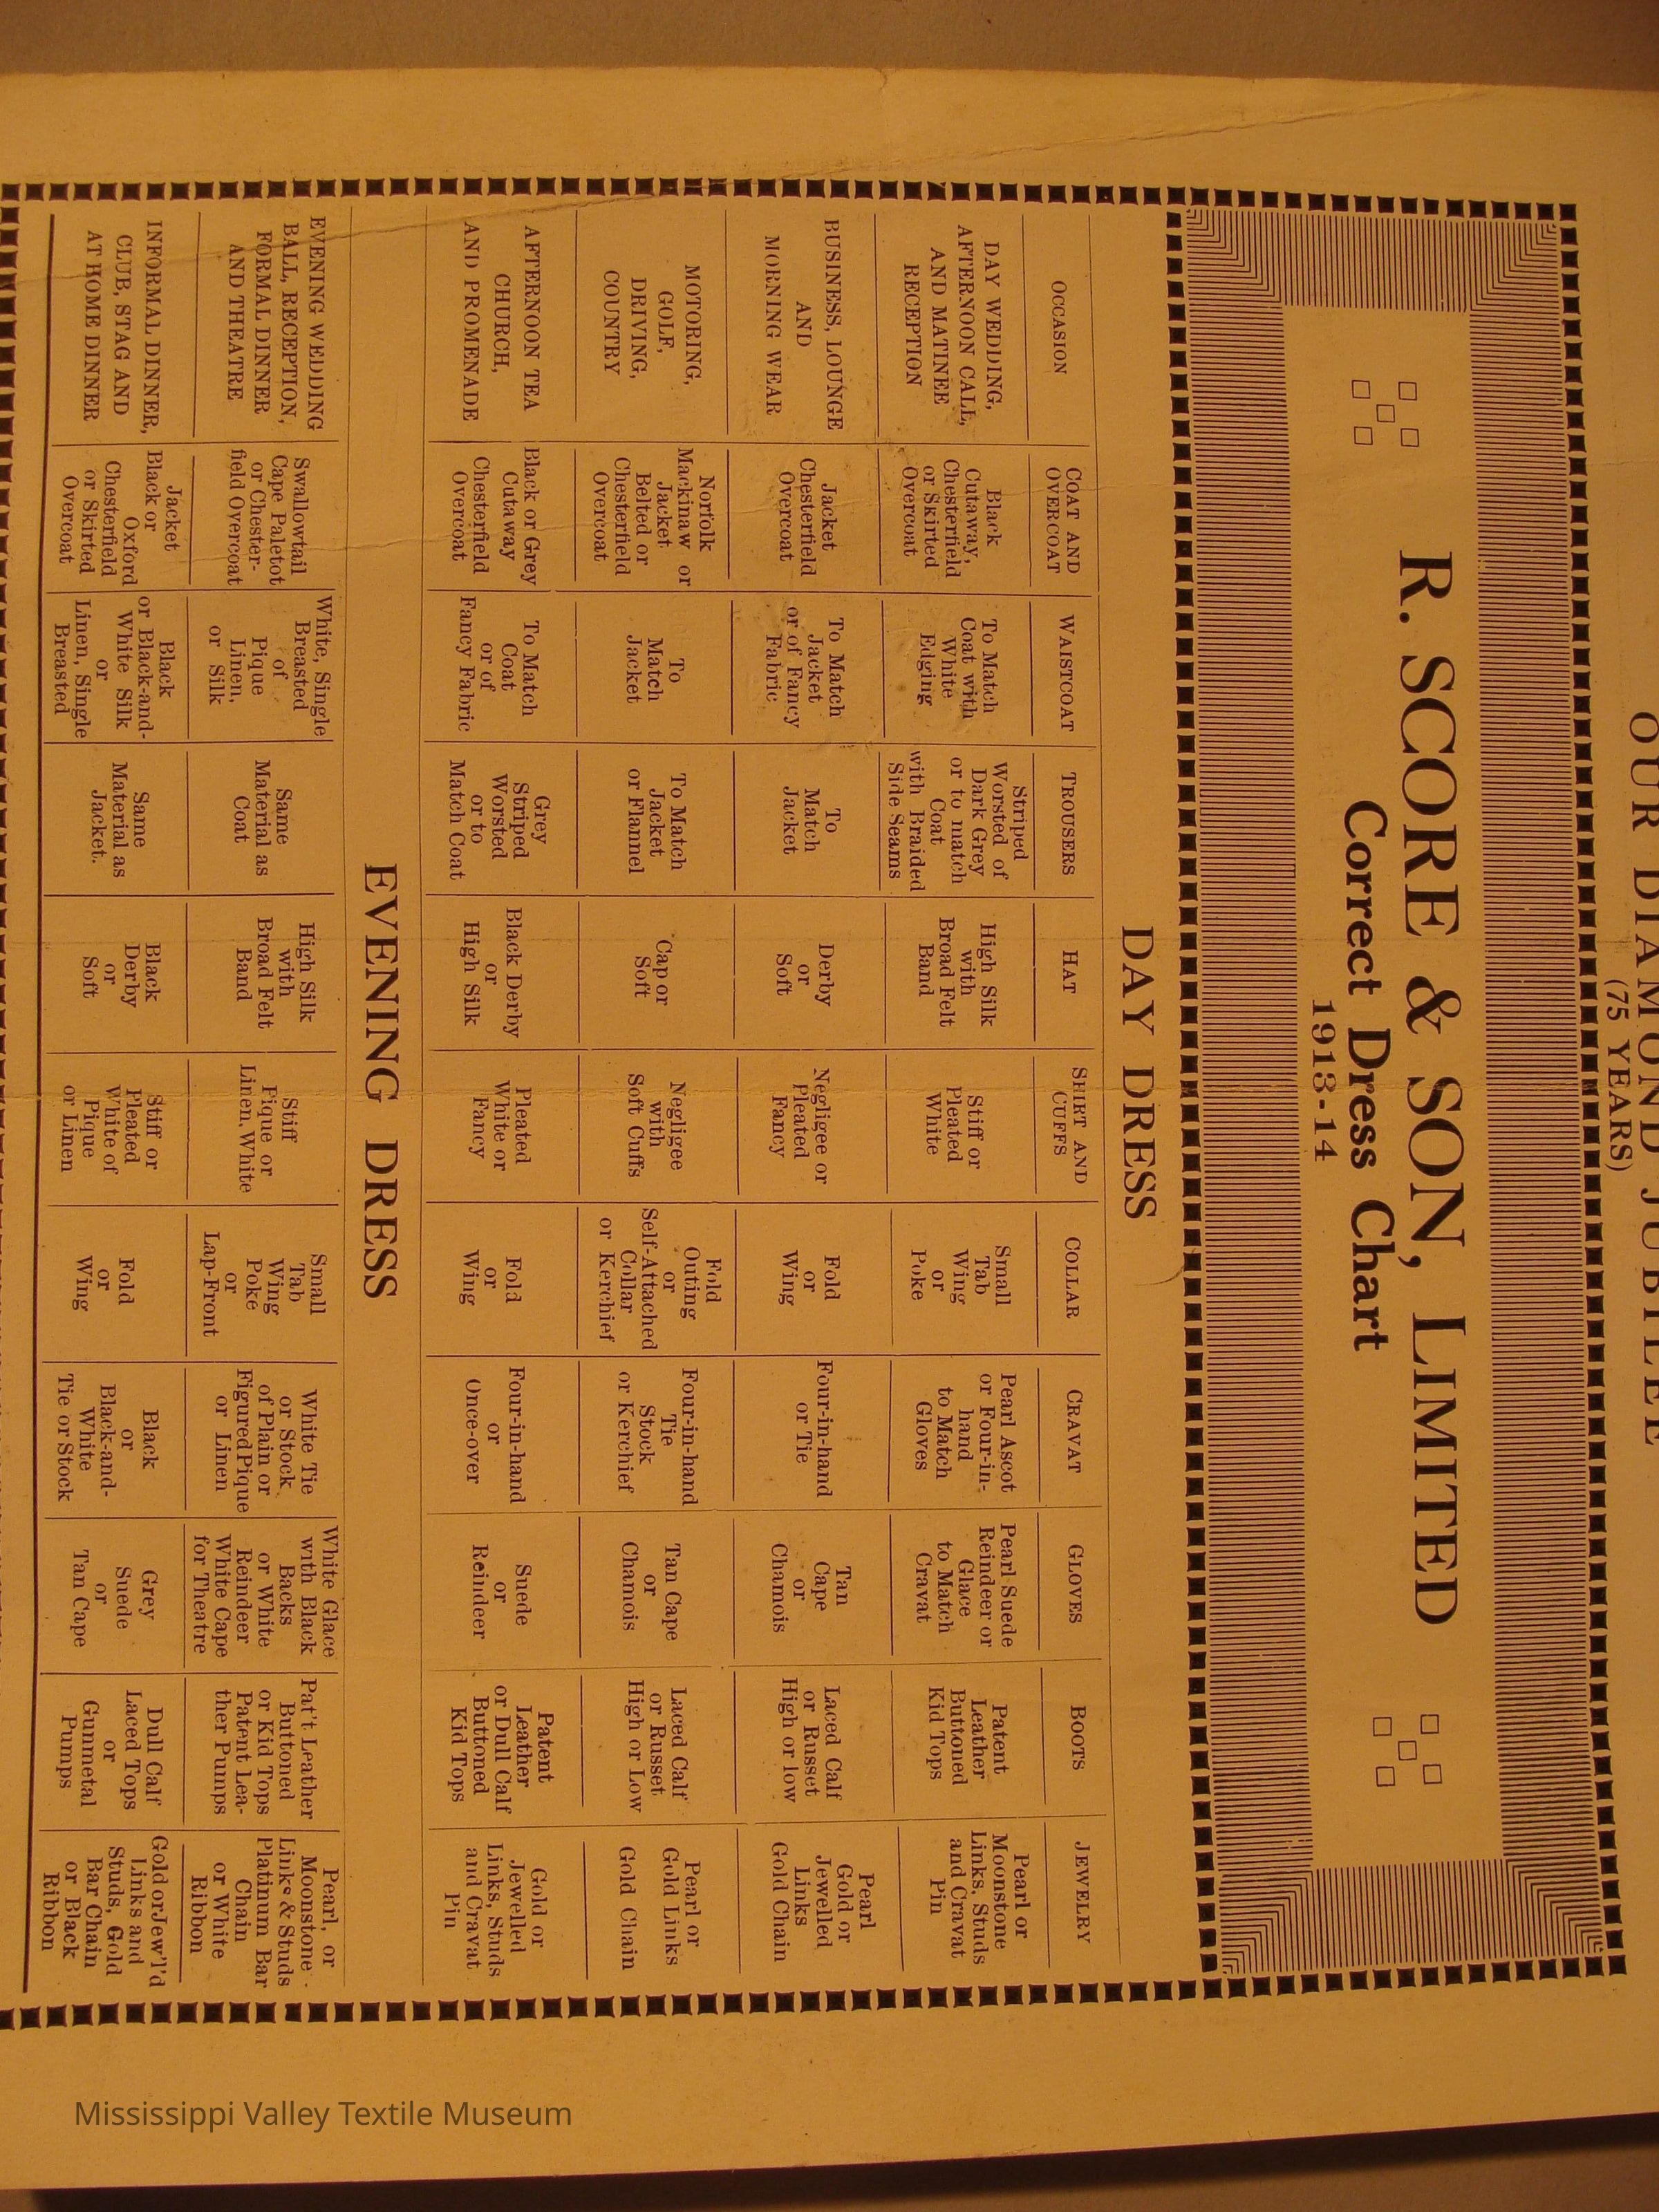 OUR DIAMOND JUBILEE
(75 YEARS)
R. SCORE & SON, LIMITED
Correct Dress Chart
1913-14
DAY DRESS
OCCASION
COAT AND
OVERCOAT
WAISTCOAT
TROUSERS
HAT
SHIRT AND
CUFFS
COLLAR
CRAVAT
GLOVES
BOOTS
JEWELRY
DAY WEDDING,
AFTERNOON CALL,
AND MATINEE
RECEPTION
Black
Cutaway,
Chesterfield
or Skirted
Overcoat
To Match
Coat with
White
Edging
Striped
Worsted of
Dark Grey
or to match
Coat
with Braided
Side Seams
High Silk
with
Broad Felt
Band
Stiff or
Pleated
White
Small
Tab
Wing
or
Poke
Pearl Ascot
or Four-in-
hand
to Match
Gloves
Pearl Suede
Reindeer or
Glace
to Match
Cravat
Patent
Leather
Buttoned
Kid Tops
Pearl or
Moonstone
Links, Studs
and Cravat
Pin
BUSINESS, LOUNGE
AND
MORNING WEAR
Jacket
Chesterfield
Overcoat
To Match
Jacket
or of Fancy
Fabric
To
Match
Jacket
Derby
or
Soft
Negligee or
Pleated
Fancy
Fold
or
Wing
Four-in-hand
or Tie
Tan
Cape
or
Chamois
Laced Calf
or Russet
High or low
Pearl
Gold or
Jewelled
Links
Gold Chain
MOTORING,
GOLF,
DRIVING,
COUNTRY
Norfolk
Mackinaw or
Jacket
Belted or
Chesterfield
Overcoat
To
Match
Jacket
To Match
Jacket
or Flannel
Cap or
Soft
Negligee
with
Soft Cuffs
Fold
Outing
or
Self-Attached
Collar
or Kerchief
Four-in-hand
Tie
Stock
or Kerchief
Tan Cape
or
Chamois
Laced Calf
or Russet
High or Low
Pearl or
Gold Links
Gold Chain
AFTERNOON TEA
CHURCH,
AND PROMENADE
Black or Grey
Cutaway
Chesterfield
Overcoat
To Match
Coat
or of
Fancy Fabric
Grey
Striped
Worsted
or to
Match Coat
Black Derby
or
High Silk
Pleated
White or
Fancy
Fold
or
Wing
Four-in-hand
or
Once-over
Suede
or
Reindeer
Patent
Leather
or Dull Calf
Buttoned
Kid Tops
Gold or
Jewelled
Links, Studs
and Cravat
Pin
EVENING DRESS
EVENING WEDDING
BALL, RECEPTION,
FORMAL DINNER
AND THEATRE
Swallowtail
Cape Paletot
or Chester-
field Overcoat
White, Single
Breasted
of
Pique
Linen,
or Silk
Same
Material as
Coat
High Silk
with
Broad Felt
Band
Stiff
Pique or
Linen, White
Small
Tab
Wing
Poke
or
Lap-Front
White Tie
or Stock
of Plain or
Figured Pique
or Linen
White Glace
with Black
Backs
or White
Reindeer
White Cape
for Theatre
Pat't Leather
Buttoned
or Kid Tops
Patent Lea-
ther Pumps
Pearl, or
Moonstone
Links & Studs
Platinum Bar
Chain
or White
Ribbon
INFORMAL DINNER,
CLUB, STAG AND
AT HOME DINNER
Jacket
Black or
Oxford
Chesterfield
or Skirted
Overcoat
Black
or Black-and-
White Silk
or
Linen, Single
Breasted
Same
Material as
Jacket.
Black
Derby
or
Soft
Stiff or
Pleated
White of
Pique
or Linen
Fold
or
Wing
Black
or
Black-and-
White
Tie or Stock
Grey
Suede
or
Tan Cape
Dull Calf
Laced Tops
or
Gunmetal
Pumps
Gold or Jew'l'd
Links and
Studs, Gold
Bar Chain
or Black
Ribbon
Mississippi Valley Textile Museum